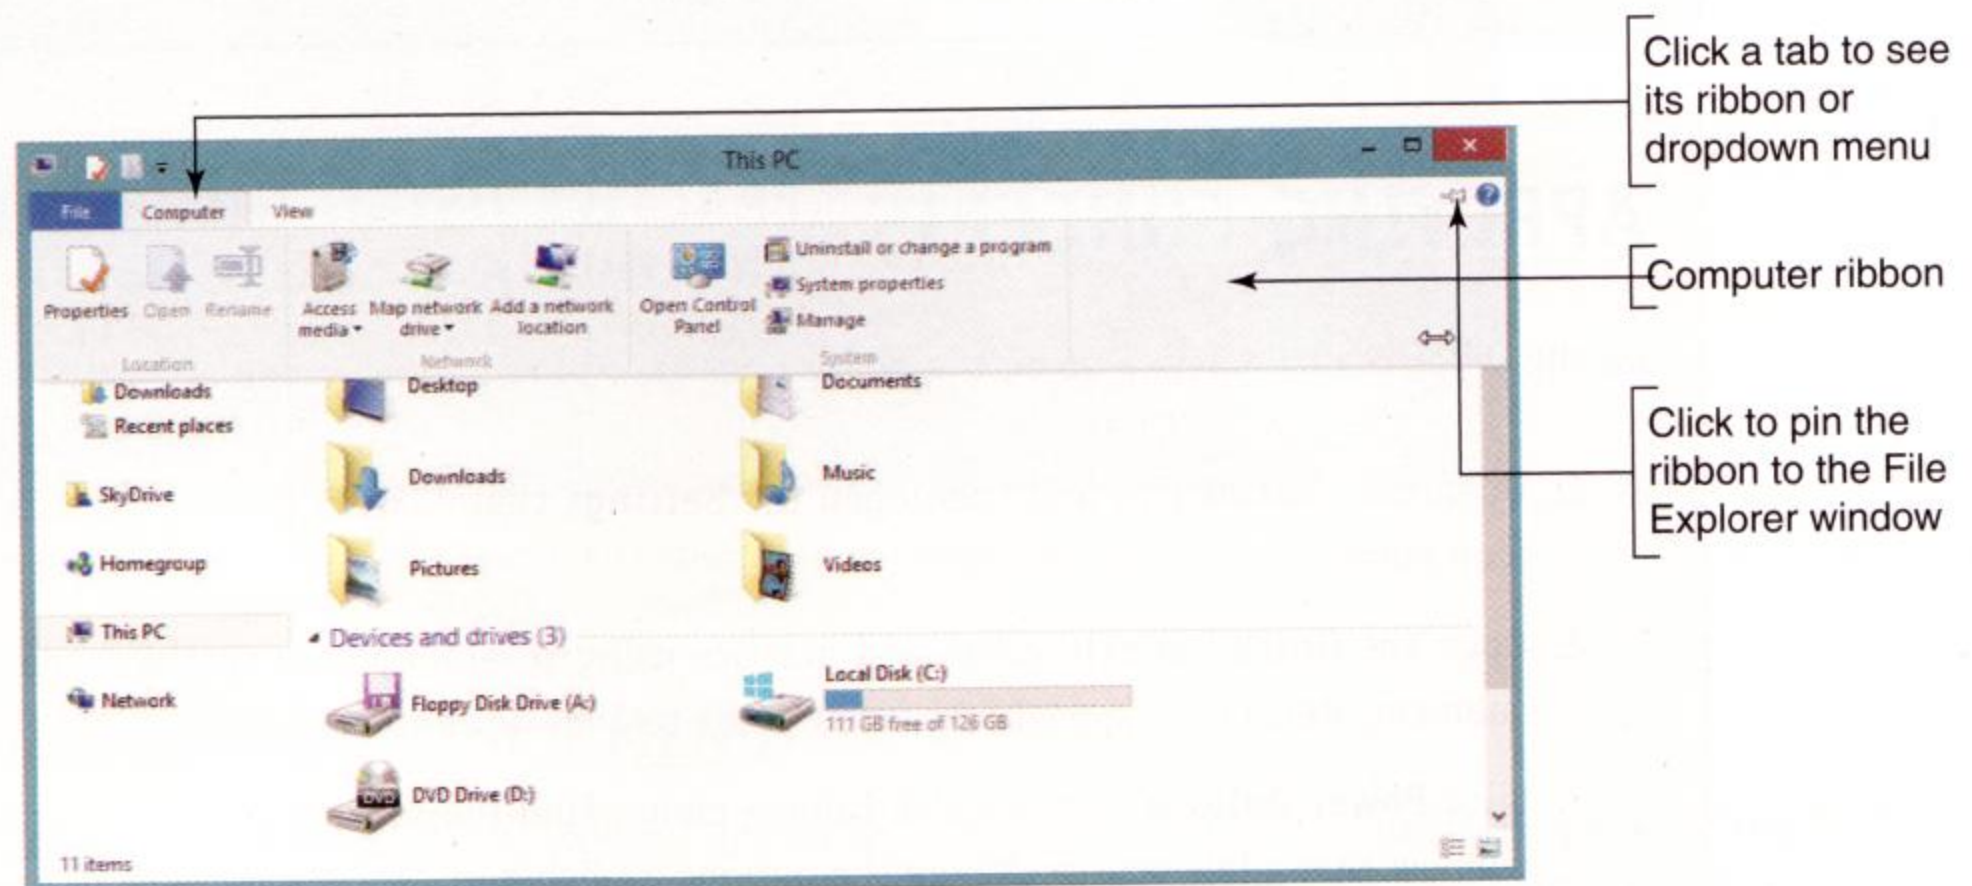 Click a tab to see
its ribbon or
dropdown menu
This PC
File Computer View
Properties Open Rename
Access media
Map network drive
Add a network location
Open Control Panel
Uninstall or change a program
System properties
Manage
Location Network System
Computer ribbon
Downloads
Recent places
SkyDrive
Homegroup
This PC
Network
Desktop Documents
Downloads Music
Pictures Videos
Devices and drives (3)
Floppy Disk Drive (A:)
Local Disk (C:)
111 GB free of 126 GB
DVD
DVD Drive (D:)
11 items
Click to pin the
ribbon to the File
Explorer window